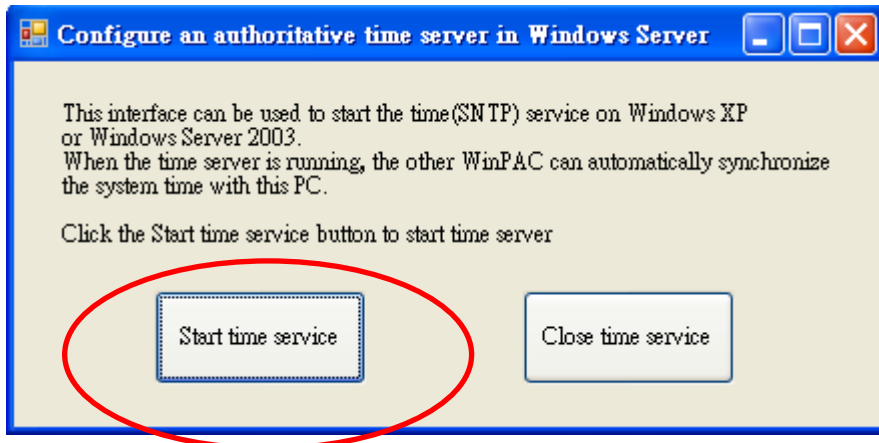 Configure an authoritative time server in Windows Server
This interface can be used to start the time(SNTP) service on Windows XP
or Windows Server 2003.
When the time server is running, the other WinPAC can automatically synchronize
the system time with this PC.
Click the Start time service button to start time server
Start time service
Close time service